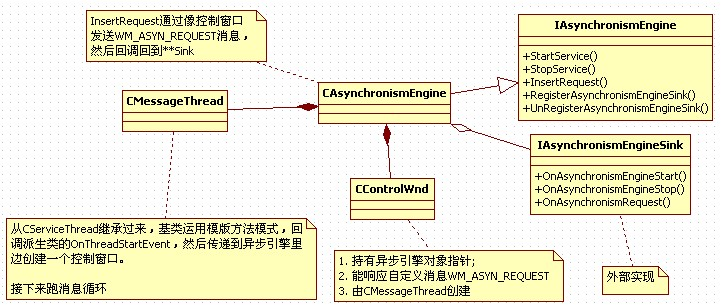 InsertRequest通过像控制窗口
发送WM_ASYN_REQUEST消息，
然后回调回到**Sink
IAsynchronismEngine
+StartService()
+StopService()
+InsertRequest()
+RegisterAsynchronismEngineSink()
+UnRegisterAsynchronismEngineSink()
CAsynchronismEngine
CMessageThread
IAsynchronismEngineSink
+OnAsynchronismEngineStart()
+OnAsynchronismEngineStop()
+OnAsynchronismRequest()
CControlWnd
从CServiceThread继承过来，基类运用模版方法模式，回
调派生类的OnThreadStartEvent，然后传递到异步引擎里
边创建一个控制窗口。
接下来跑消息循环
1. 持有异步引擎对象指针;
2. 能响应自定义消息WM_ASYN_REQUEST
3. 由CMessageThread创建
外部实现